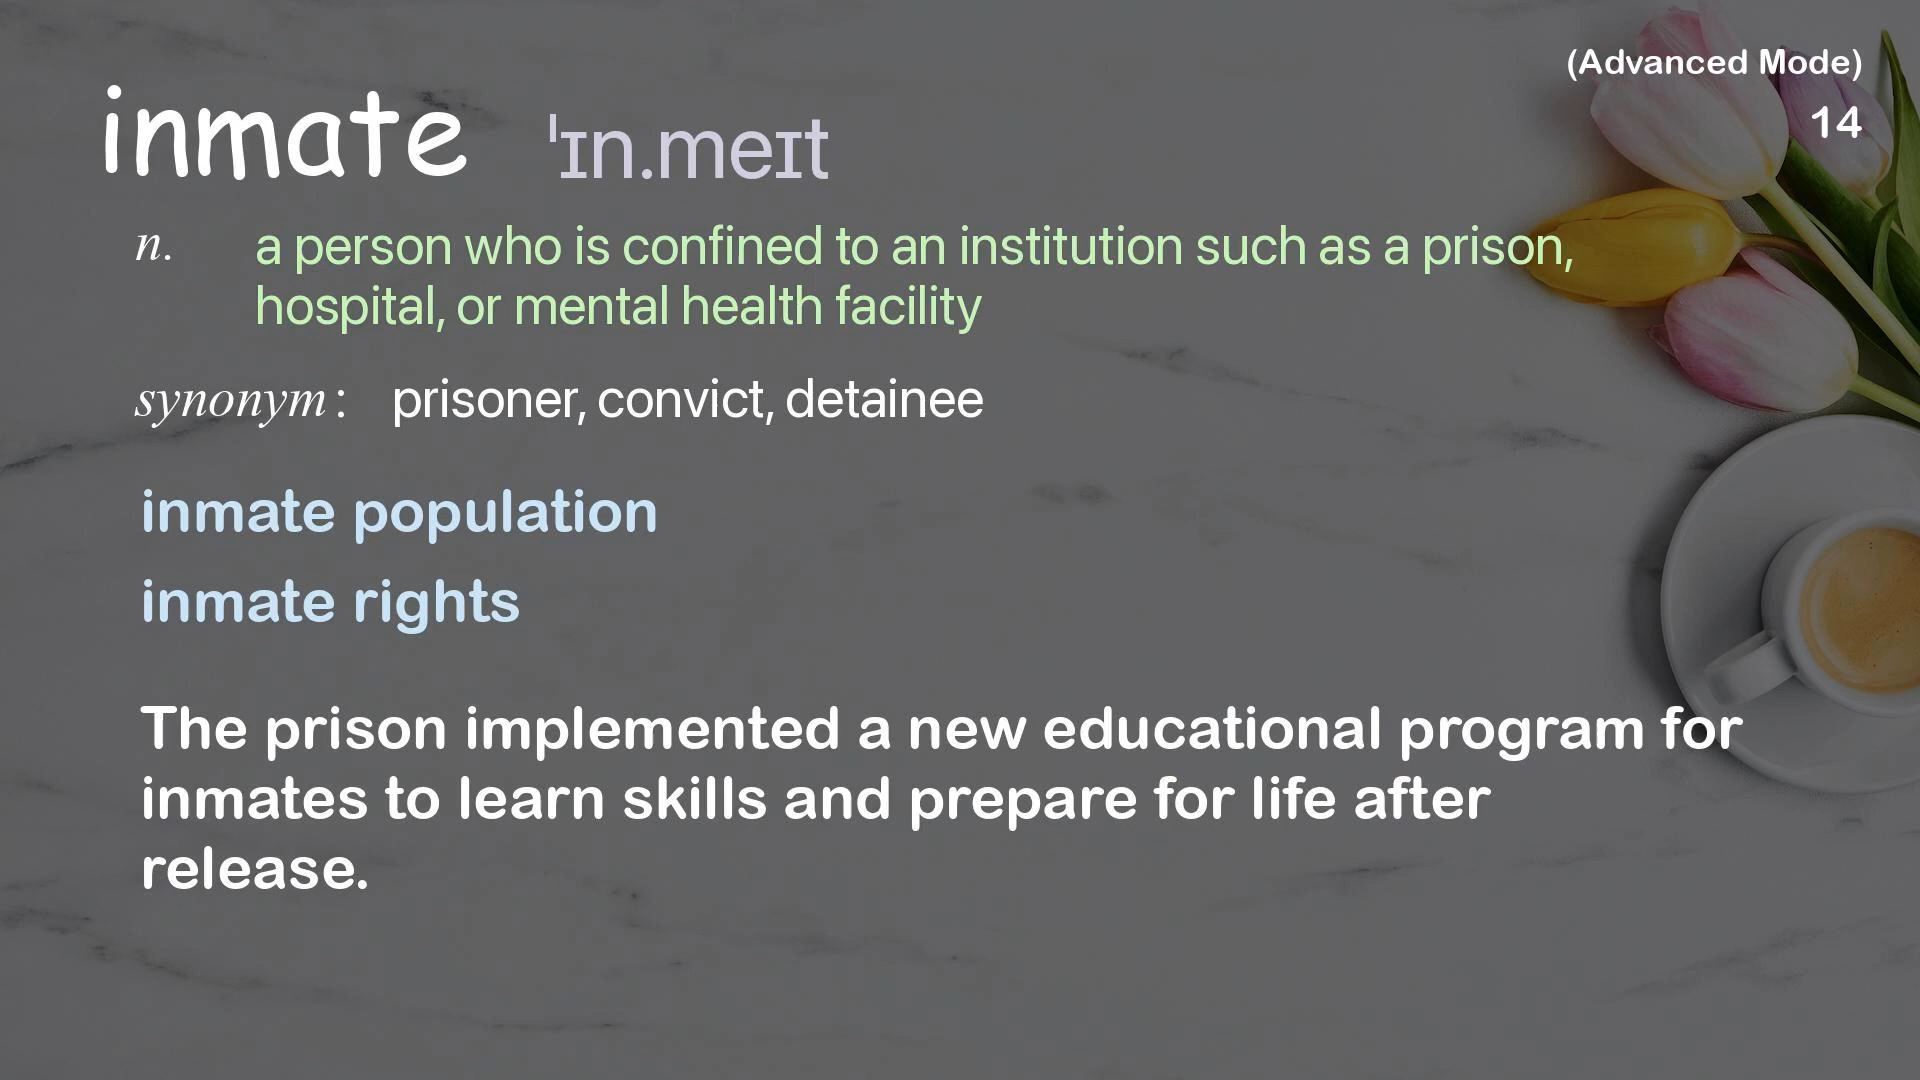 (Advanced Mode)
14
inmate ˈɪn.meɪt
n. a person who is confined to an institution such as a prison,
hospital, or mental health facility
synonym: prisoner, convict, detainee
inmate population
inmate rights
The prison implemented a new educational program for
inmates to learn skills and prepare for life after
release.